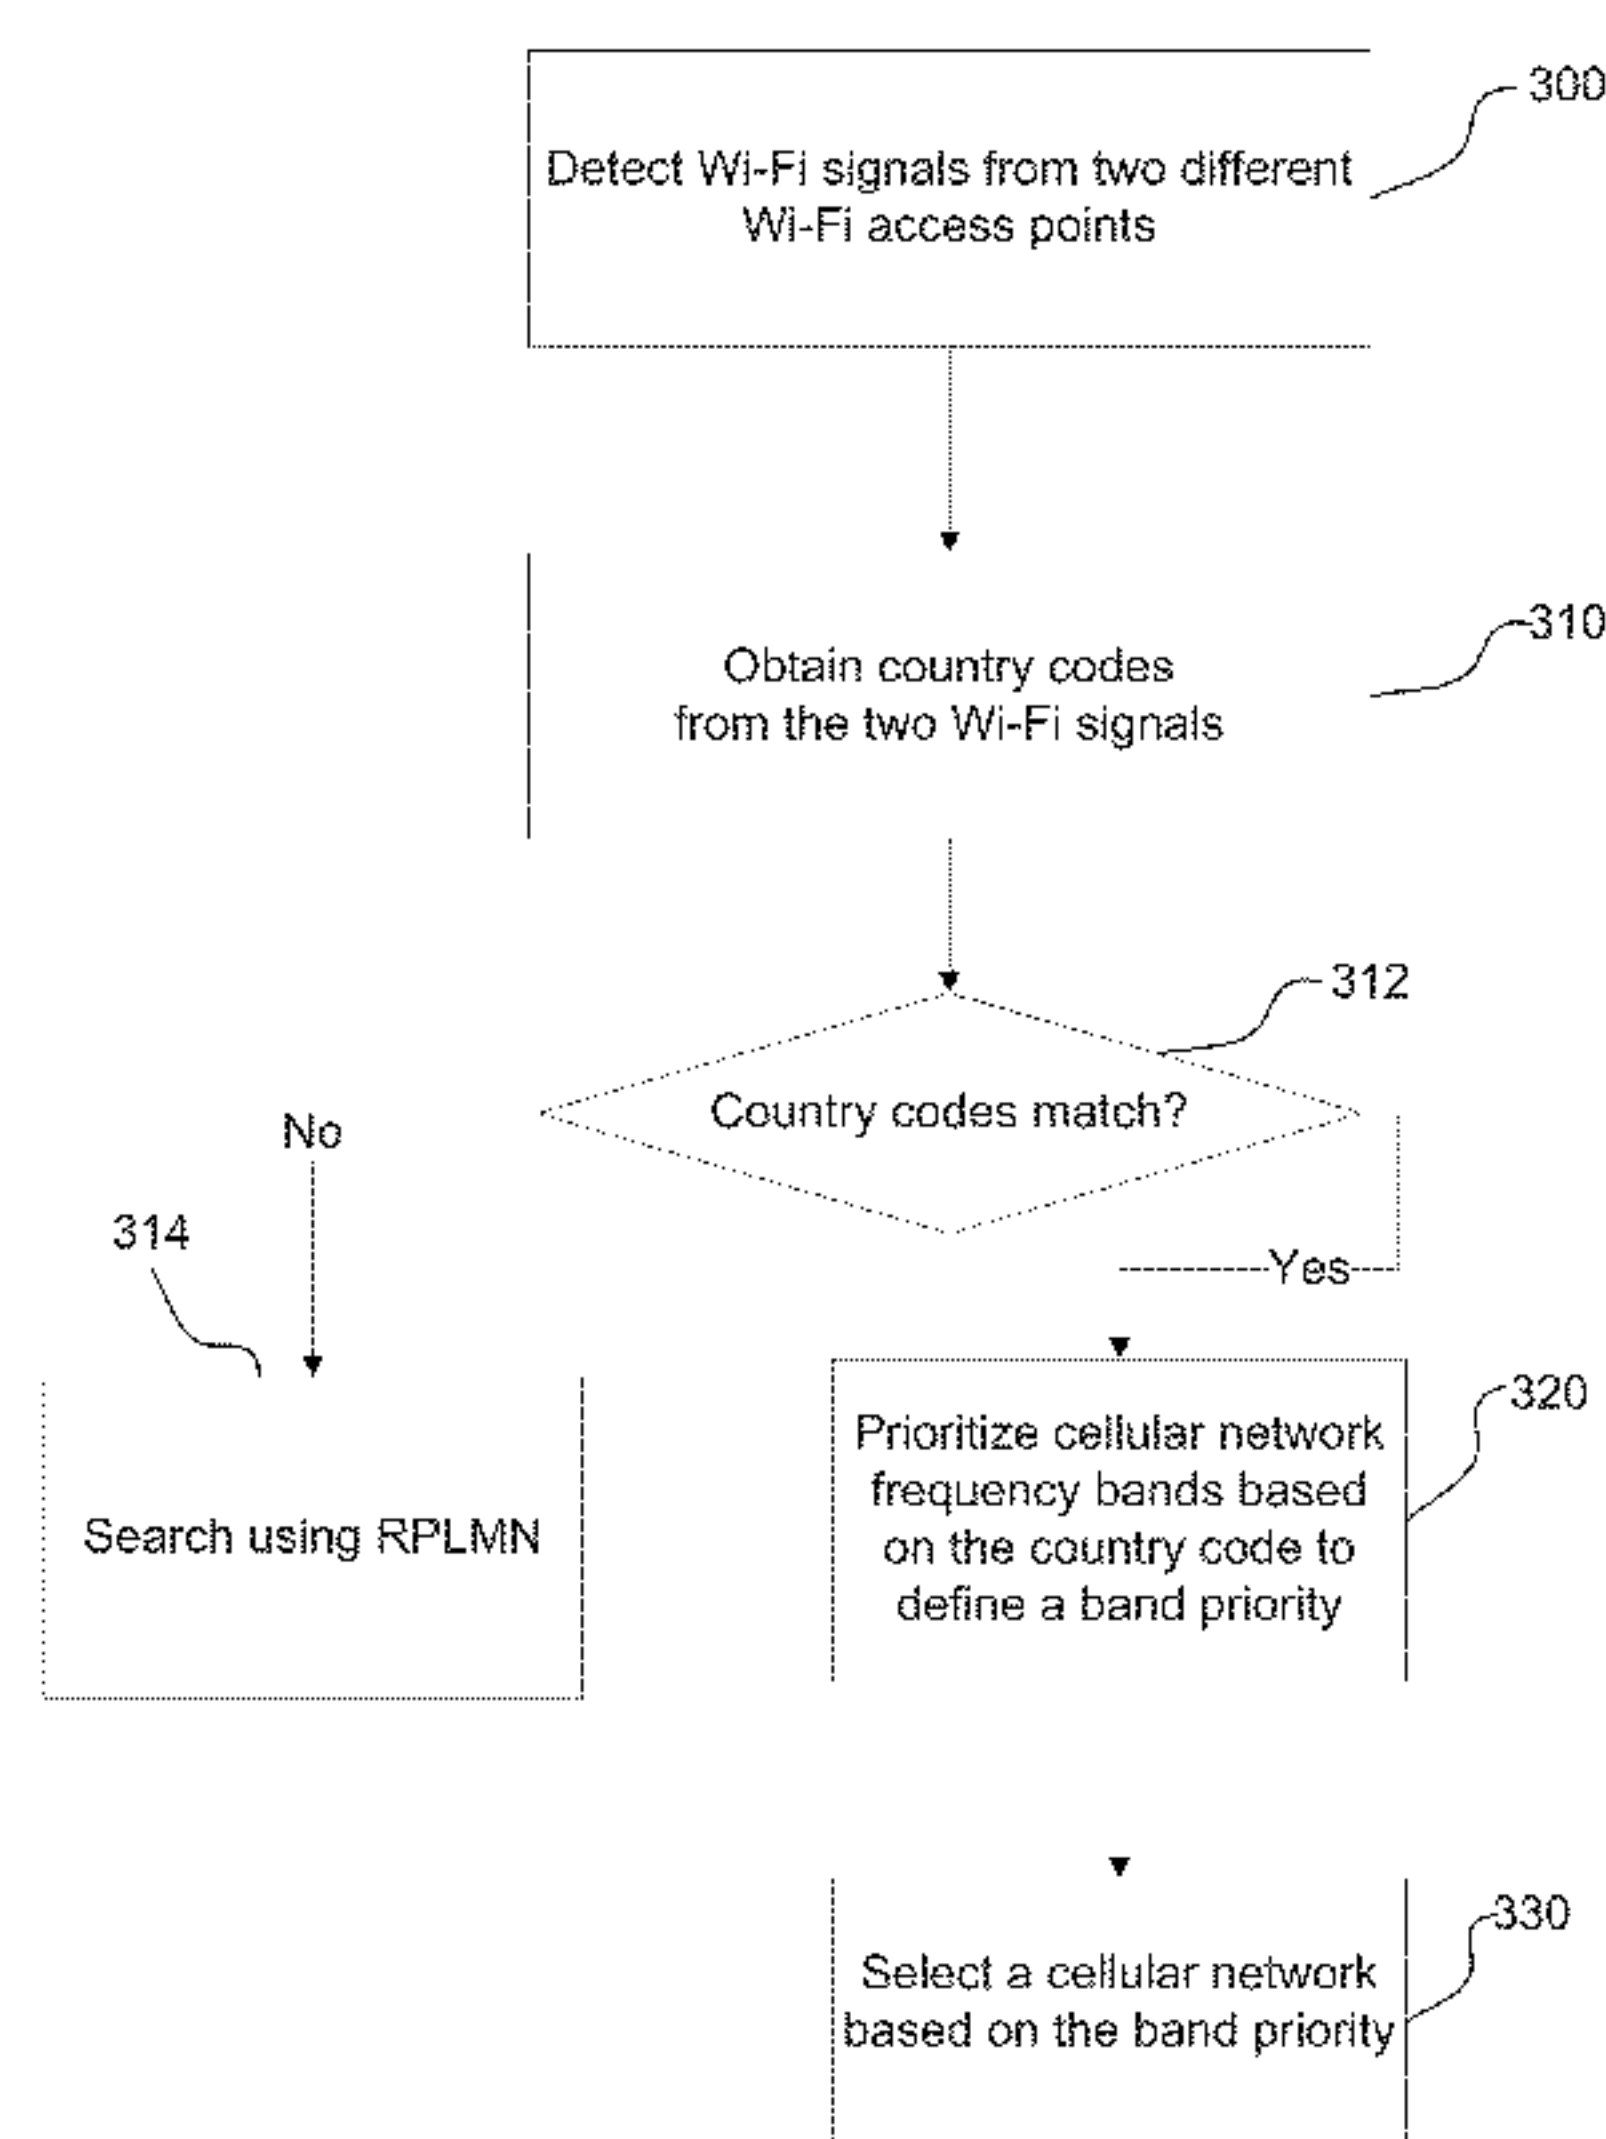 300
Detect Wi-Fi signals from two different
Wi-Fi access points
310
Obtain country codes
from the two Wi-Fi signals
312
Country codes match?
No
314
Yes
Search using RPLMN
320
Prioritize cellular network
frequency bands based
on the country code to
define a band priority
330
Select a cellular network
based on the band priority